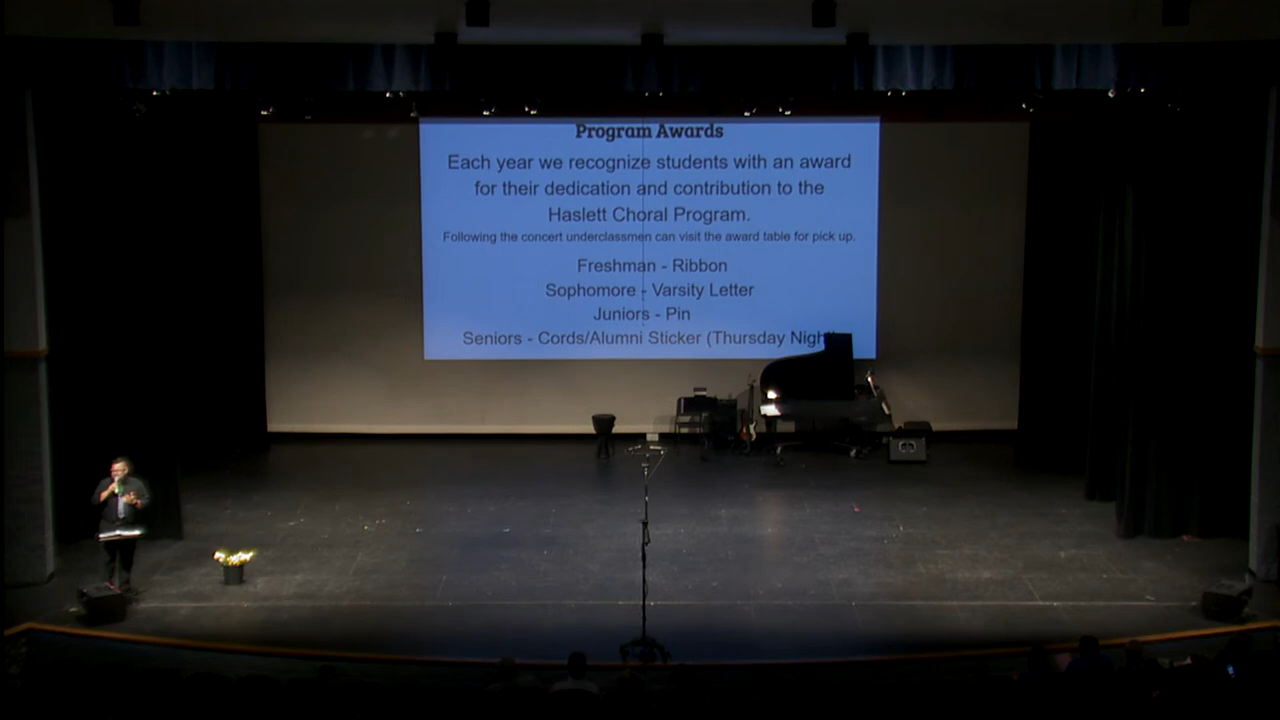 Program Awards
Each year we recognize students with an award
for their dedication and contribution to the
Haslett Choral Program.
Following the concert underclassmen can visit the award table for pick up.
Freshman - Ribbon
Sophomore - Varsity Letter
Juniors - Pin
Seniors - Cords/Alumni Sticker (Thursday Night)